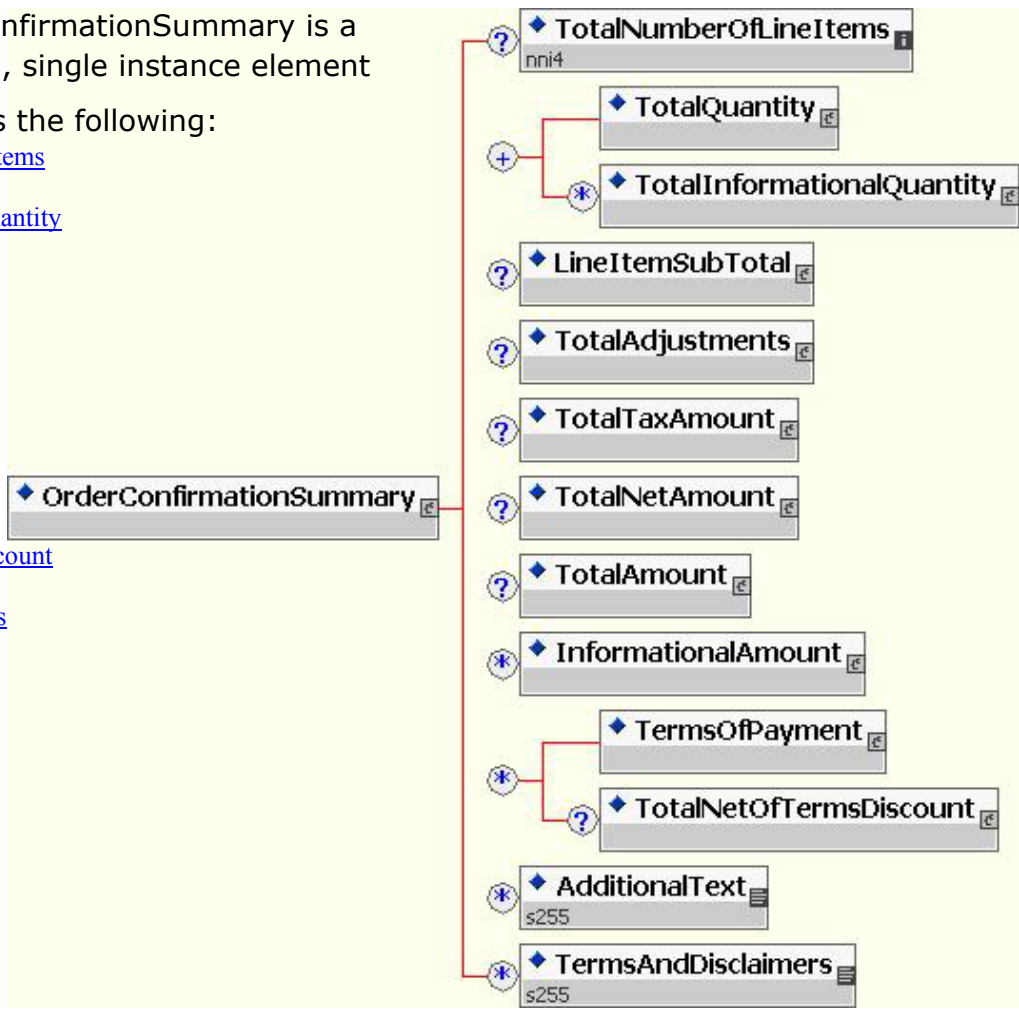 nfirmationSummary is a
, single instance element
s the following:
tems
antity
count
s
OrderConfirmationSummary
? TotalNumberOfLineItems
nni4
+ TotalQuantity
* TotalInformationalQuantity
? LineItemSubTotal
? TotalAdjustments
? TotalTaxAmount
? TotalNetAmount
? TotalAmount
* InformationalAmount
* TermsOfPayment
? TotalNetOfTermsDiscount
* AdditionalText
s255
* TermsAndDisclaimers
s255